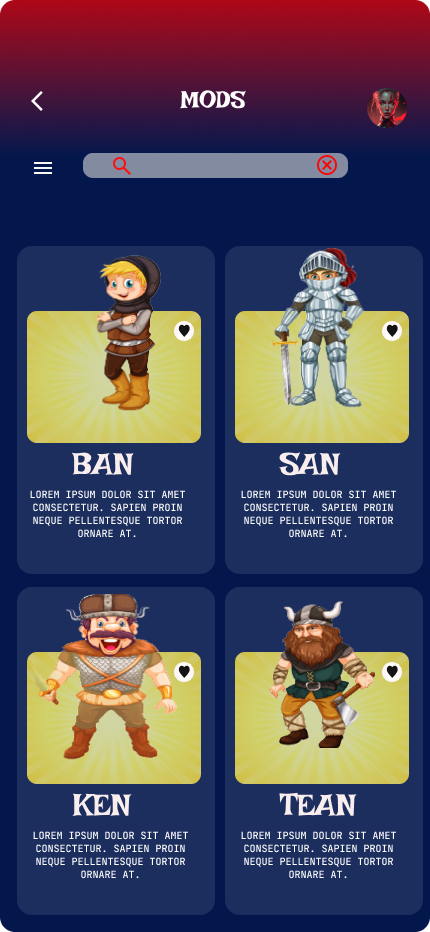 MODS
BAN
LOREM IPSUM DOLOR SIT AMET
CONSECTETUR. SAPIEN PROIN
NEQUE PELLENTESQUE TORTOR
ORNARE AT.
SAN
LOREM IPSUM DOLOR SIT AMET
CONSECTETUR. SAPIEN PROIN
NEQUE PELLENTESQUE TORTOR
ORNARE AT.
KEN
LOREM IPSUM DOLOR SIT AMET
CONSECTETUR. SAPIEN PROIN
NEQUE PELLENTESQUE TORTOR
ORNARE AT.
TEAN
LOREM IPSUM DOLOR SIT AMET
CONSECTETUR. SAPIEN PROIN
NEQUE PELLENTESQUE TORTOR
ORNARE AT.